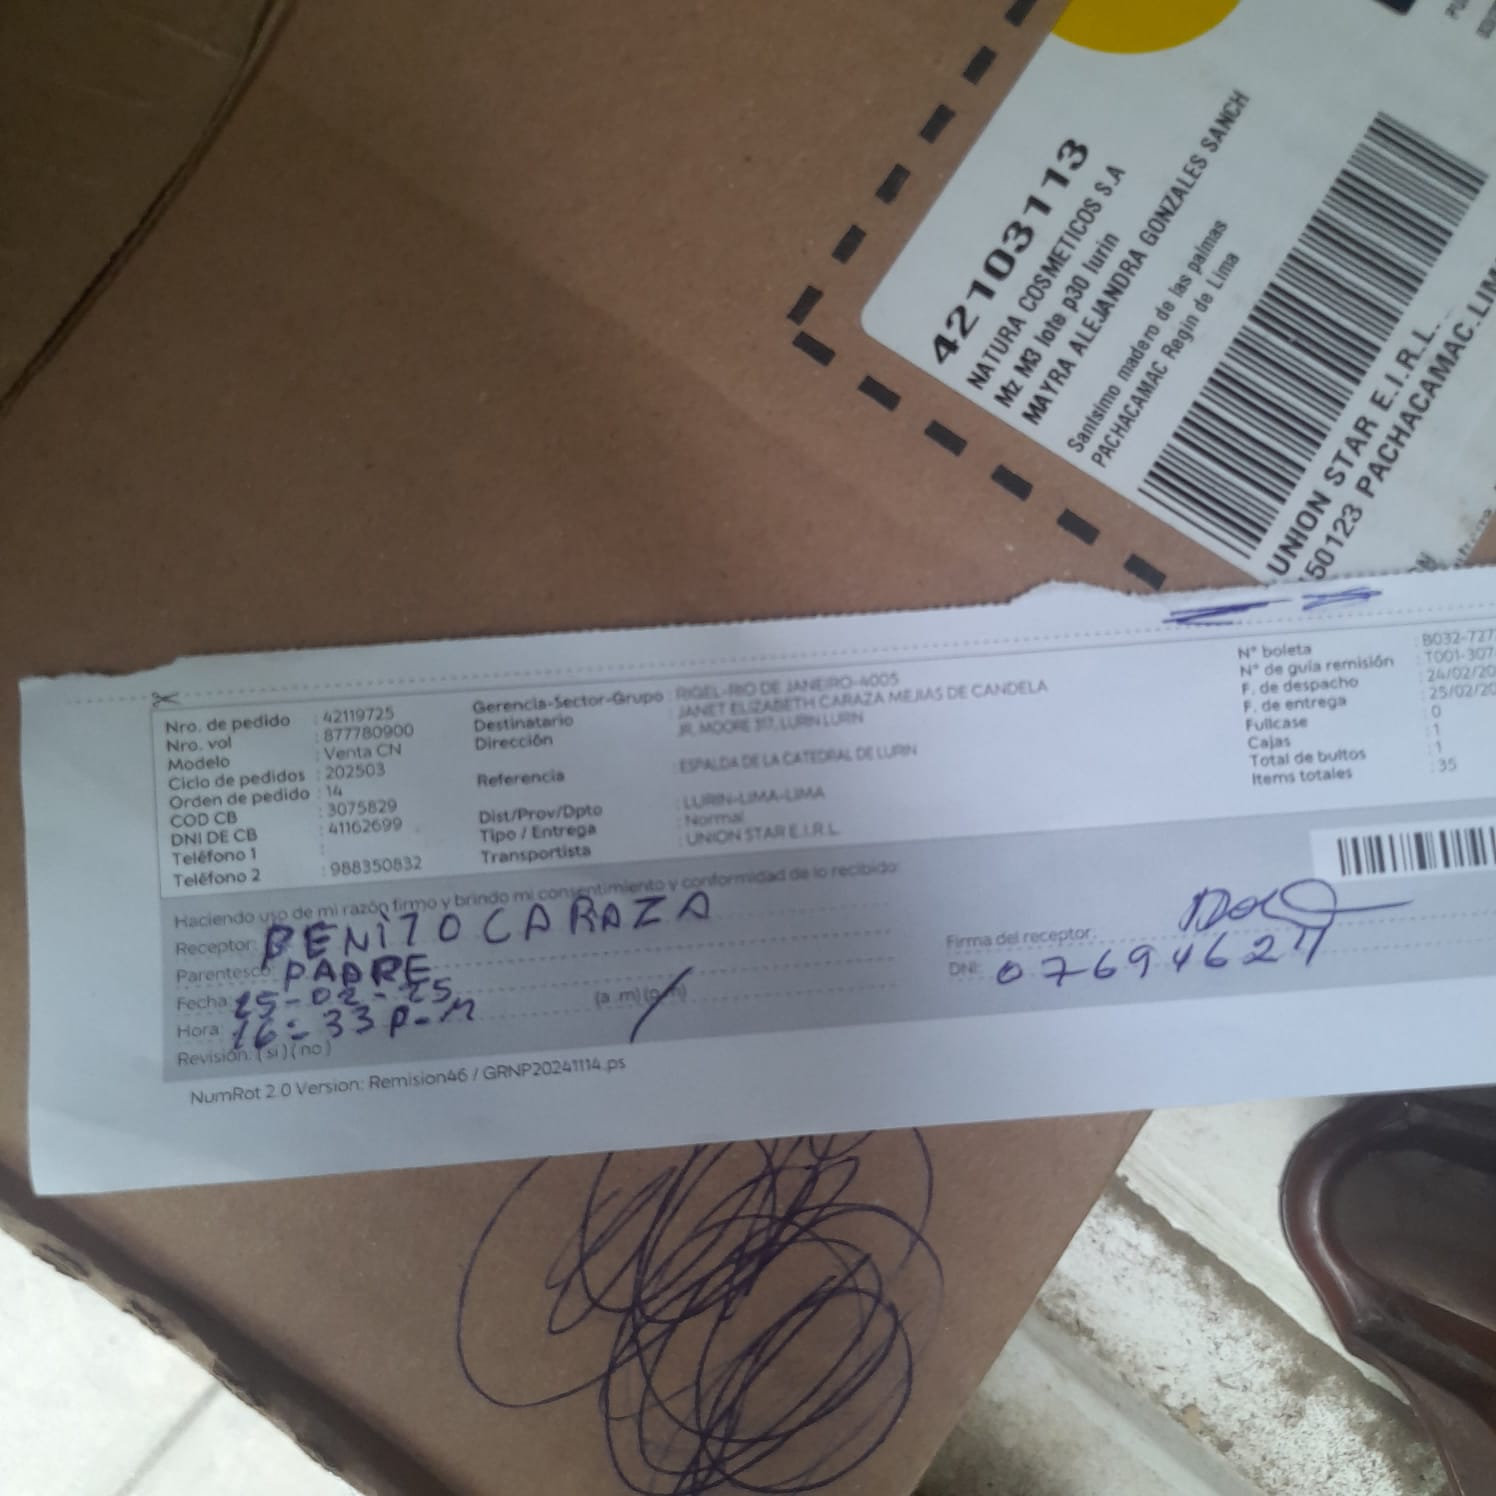 42103113
NATURA COSMETICOS S.A
Mz M3 lote p30 lurin
MAYRA ALEJANDRA GONZALES SANCH
Santsimo madero de las palmas
PACHACAMAC Regin de Lima
UNION STAR E.I.R.L.
150123 PACHACAMAC.LIM
Nro. de pedido : 42119725
Nro. vol : 877780900
Modelo : Venta CN
Ciclo de pedidos : 202503
Orden de pedido : 14
COD CB : 3075829
DNI DE CB : 41162699
Teléfono 1 :
Teléfono 2 : 988350832
Gerencia-Sector-Grupo : RIGEL-RIO DE JANEIRO-4005
Destinatario : JANET ELIZABETH CARAZA MEJIAS DE CANDELA
Dirección : JR. MOORE 317, LURIN LURIN
Referencia : ESPALDA DE LA CATEDRAL DE LURIN
Dist/Prov/Dpto : LURIN-LIMA-LIMA
Tipo / Entrega : Normal
Transportista : UNION STAR E.I.R.L.
N° boleta : B032-727
N° de guía remisión : T001-307
F. de despacho : 24/02/20
F. de entrega : 25/02/20
Fullcase : 0
Cajas : 1
Total de bultos : 1
Items totales : 35
Haciendo uso de mi razón firmo y brindo mi consentimiento y conformidad de lo recibido:
Receptor: BENITO CARAZA
Parentesco: PADRE
Fecha: 25-02-25
Hora: 16:33 P-M (a .m) (p .m)
Revisión: ( si ) ( no )
Firma del receptor:
DNI:
NumRot 2.0 Version: Remision46 / GRNP20241114.ps